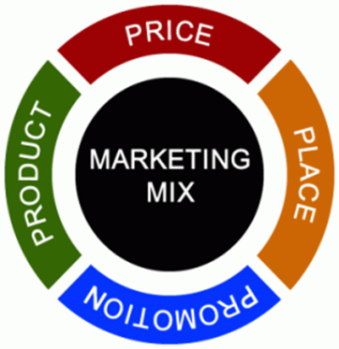 PRICE
PRODUCT
MARKETING
MIX
PLACE
PROMOTION